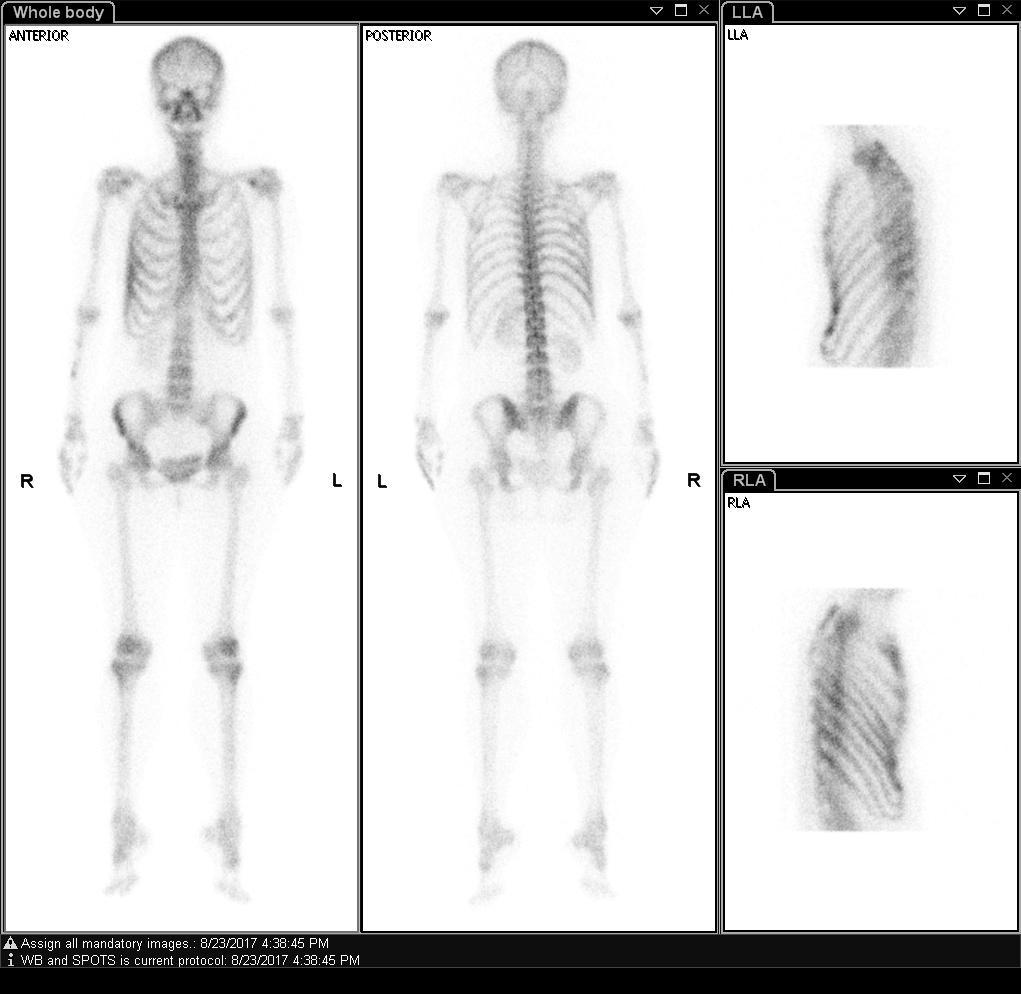 Whole body
ANTERIOR
POSTERIOR
R
L
L
R
LLA
LLA
RLA
RLA
Assign all mandatory images.: 8/23/2017 4:38:45 PM
WB and SPOTS is current protocol: 8/23/2017 4:38:45 PM